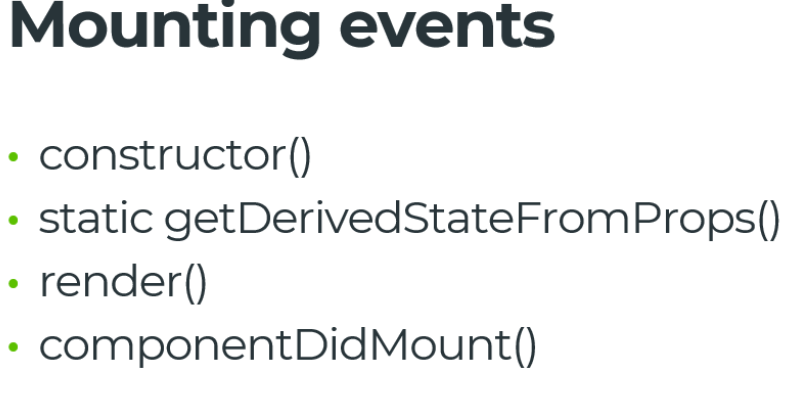 Mounting events
• constructor()
• static getDerivedStateFromProps()
• render()
• componentDidMount()